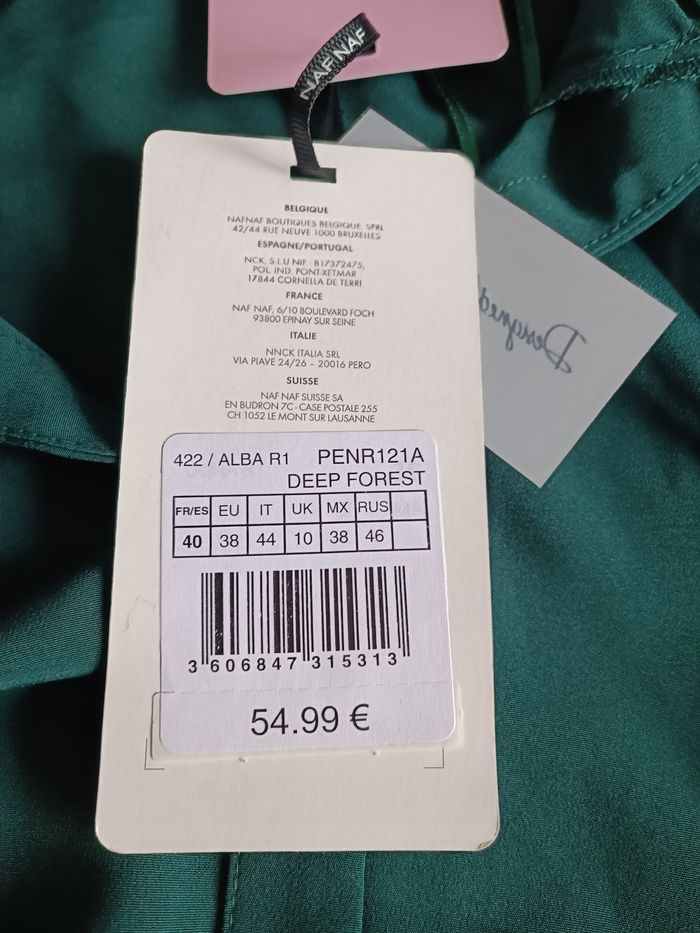 NAF NAF
BELGIQUE
NAFNAF BOUTIQUES BELGIQUE SPRL
42/44 RUE NEUVE 1000 BRUXELLES
ESPAGNE/PORTUGAL
NCK, S.L.U NIF : B17372475,
POL. IND. PONT-XETMAR
17844 CORNELLA DE TERRI
FRANCE
NAF NAF, 6/10 BOULEVARD FOCH
93800 EPINAY SUR SEINE
ITALIE
NNCK ITALIA SRL
VIA PIAVE 24/26 – 20016 PERO
SUISSE
NAF NAF SUISSE SA
EN BUDRON 7C - CASE POSTALE 255
CH 1052 LE MONT SUR LAUSANNE
Designed
422 / ALBA R1 PENR121A
DEEP FOREST
FR/ES EU IT UK MX RUS
40 38 44 10 38 46
3 606847 315313
54.99 €